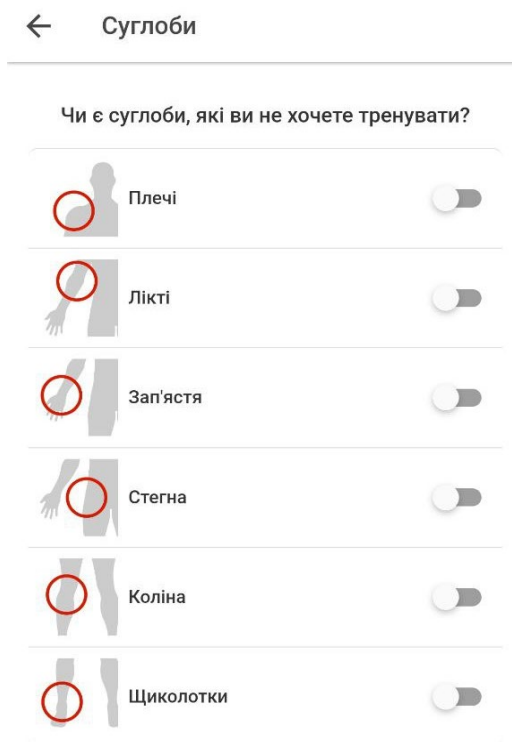 Суглоби
Чи є суглоби, які ви не хочете тренувати?
Плечі
Лікті
Зап'ястя
Стегна
Коліна
Щиколотки